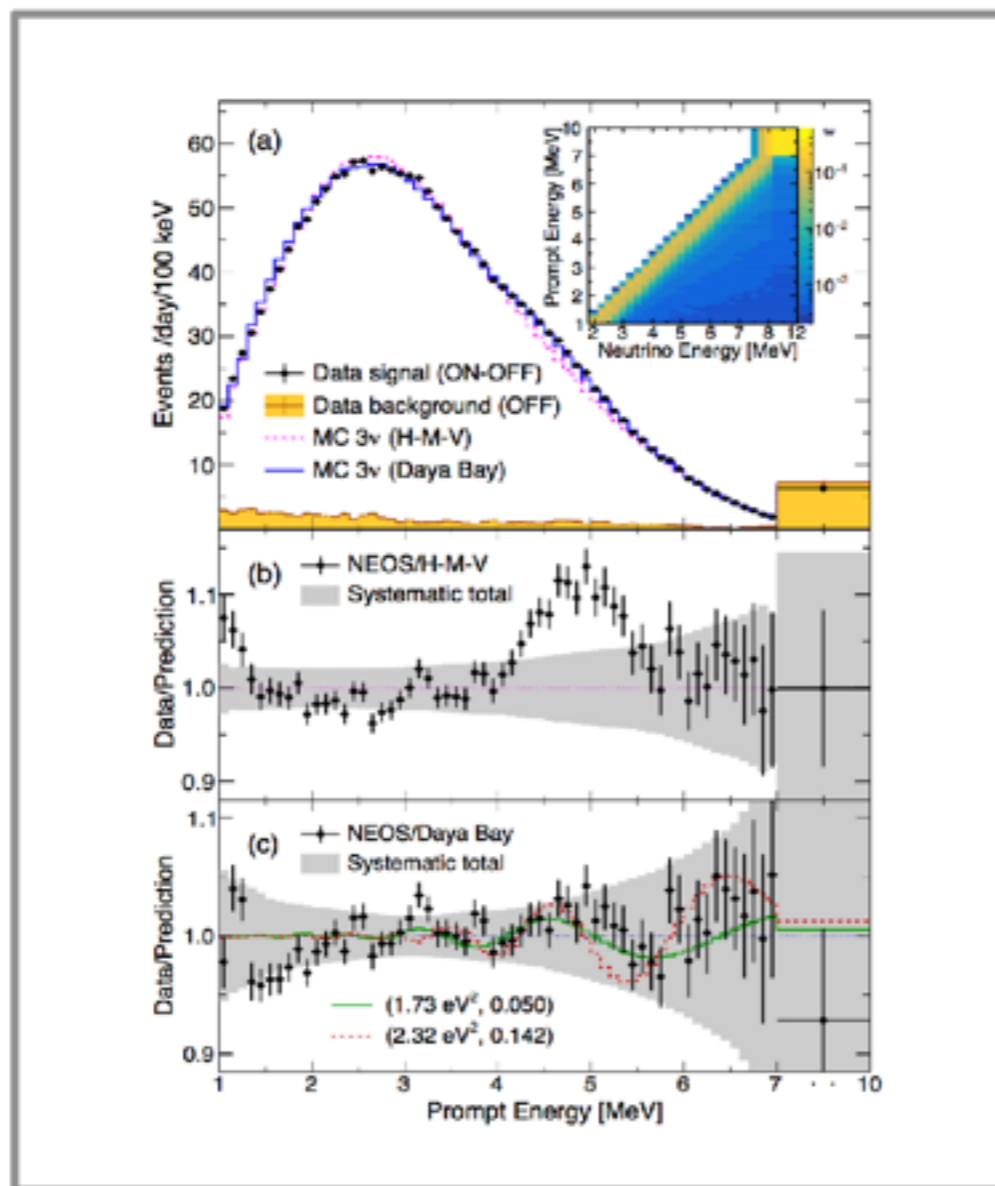 (a)
Events /day/100 keV
60
50
40
30
20
10
Data signal (ON-OFF)
Data background (OFF)
MC 3ν (H-M-V)
MC 3ν (Daya Bay)
Prompt Energy [MeV]
10
7
6
5
4
3
2
1
2 3 4 5 6 7 8 12
Neutrino Energy [MeV]
10⁻¹
10⁻²
10⁻³
(b)
Data/Prediction
1.1
1.0
0.9
NEOS/H-M-V
Systematic total
(c)
Data/Prediction
1.1
1.0
0.9
NEOS/Daya Bay
Systematic total
(1.73 eV², 0.050)
(2.32 eV², 0.142)
1 2 3 4 5 6 7 10
Prompt Energy [MeV]